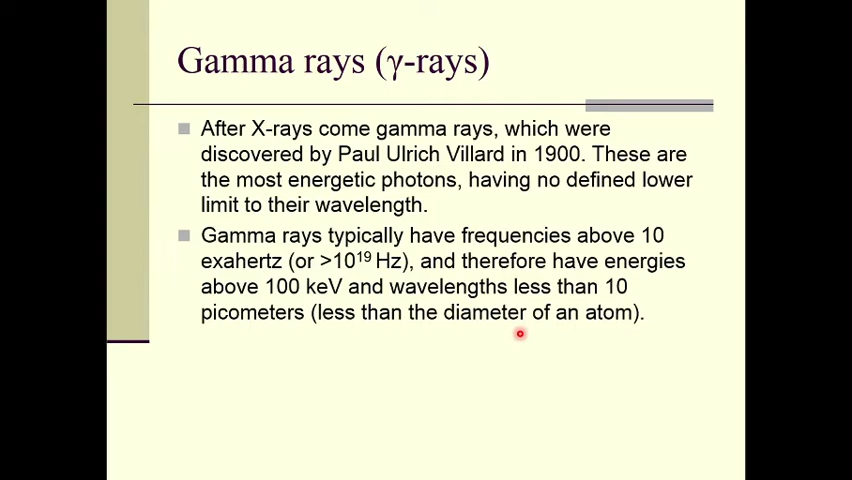 Gamma rays (γ-rays)
After X-rays come gamma rays, which were
discovered by Paul Ulrich Villard in 1900. These are
the most energetic photons, having no defined lower
limit to their wavelength.
Gamma rays typically have frequencies above 10
exahertz (or >10¹⁹ Hz), and therefore have energies
above 100 keV and wavelengths less than 10
picometers (less than the diameter of an atom).